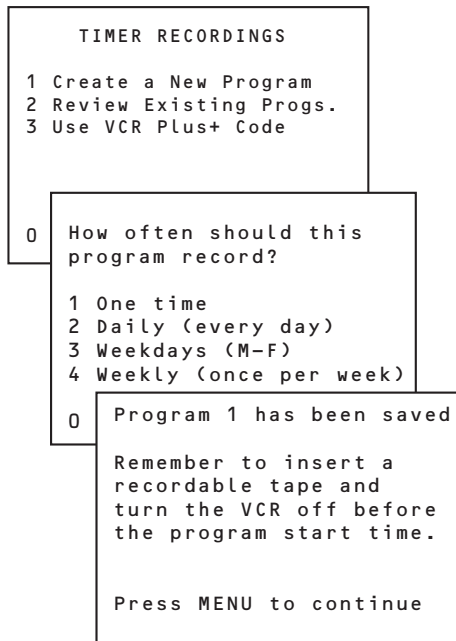 TIMER RECORDINGS
1 Create a New Program
2 Review Existing Progs.
3 Use VCR Plus+ Code
0
How often should this
program record?
1 One time
2 Daily (every day)
3 Weekdays (M–F)
4 Weekly (once per week)
0
Program 1 has been saved
Remember to insert a
recordable tape and
turn the VCR off before
the program start time.
Press MENU to continue